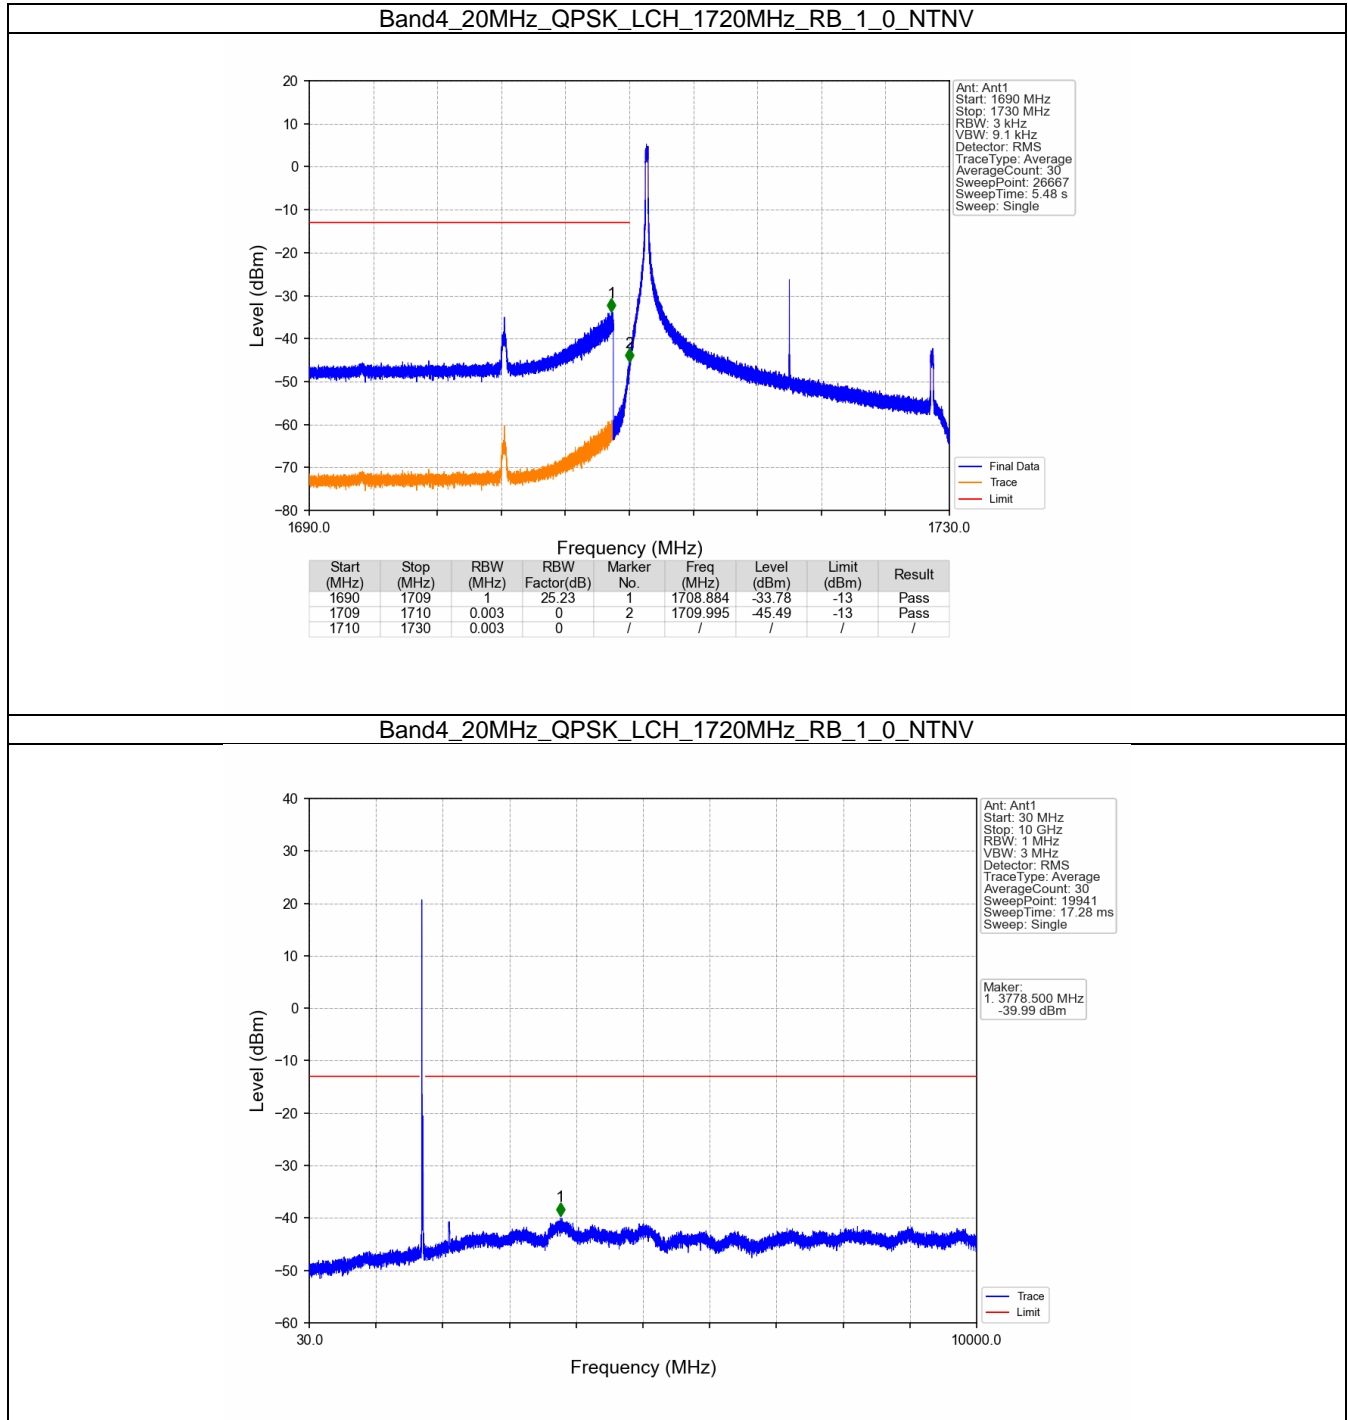 Band4_20MHz_QPSK_LCH_1720MHz_RB_1_0_NTNV
20
10
0
−10
−20
−30
−40
−50
−60
−70
−80
Level (dBm)
1
2
1690.0
1730.0
Frequency (MHz)
Ant: Ant1
Start: 1690 MHz
Stop: 1730 MHz
RBW: 3 kHz
VBW: 9.1 kHz
Detector: RMS
TraceType: Average
AverageCount: 30
SweepPoint: 26667
SweepTime: 5.48 s
Sweep: Single
Final Data
Trace
Limit
Start (MHz) Stop (MHz) RBW (MHz) RBW Factor(dB) Marker No. Freq (MHz) Level (dBm) Limit (dBm) Result
1690 1709 1 25.23 1 1708.884 -33.78 -13 Pass
1709 1710 0.003 0 2 1709.995 -45.49 -13 Pass
1710 1730 0.003 0 / / / / /
Band4_20MHz_QPSK_LCH_1720MHz_RB_1_0_NTNV
40
30
20
10
0
−10
−20
−30
−40
−50
−60
Level (dBm)
1
30.0
10000.0
Frequency (MHz)
Ant: Ant1
Start: 30 MHz
Stop: 10 GHz
RBW: 1 MHz
VBW: 3 MHz
Detector: RMS
TraceType: Average
AverageCount: 30
SweepPoint: 19941
SweepTime: 17.28 ms
Sweep: Single
Maker:
1. 3778.500 MHz
-39.99 dBm
Trace
Limit